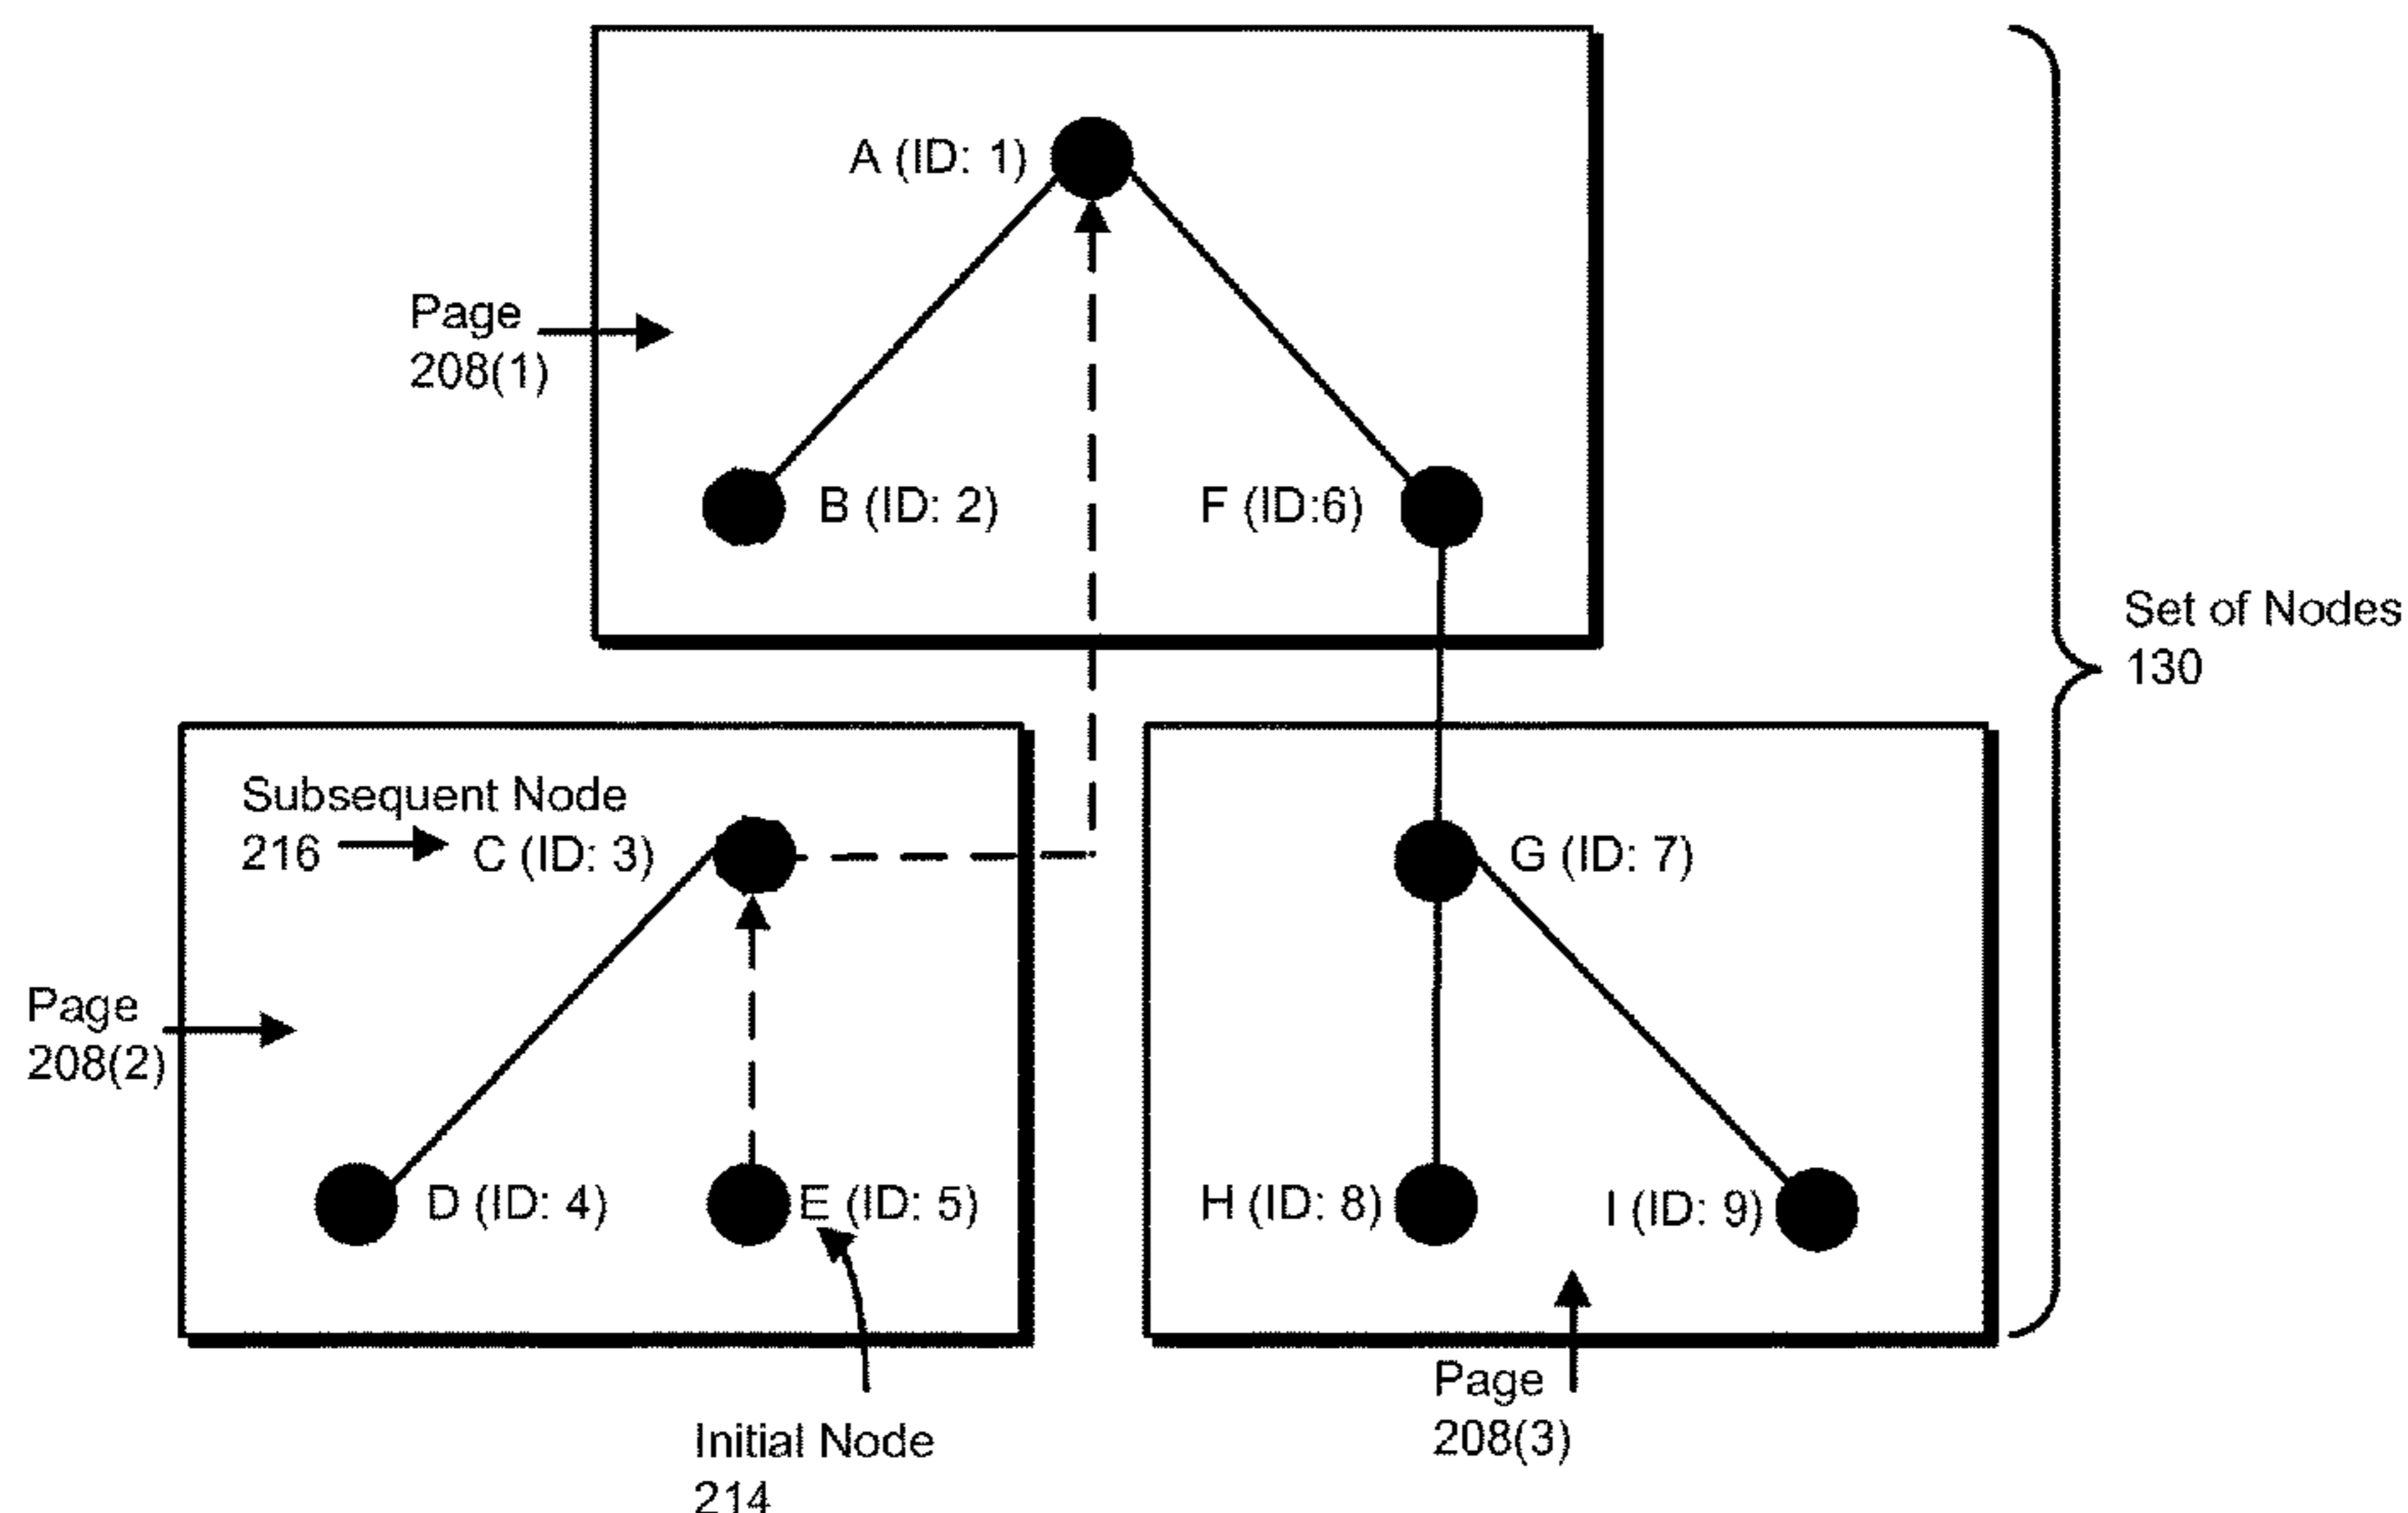 A (ID: 1)
Page
208(1)
B (ID: 2)
F (ID:6)
Set of Nodes
130
Subsequent Node
216
C (ID: 3)
G (ID: 7)
Page
208(2)
D (ID: 4)
E (ID: 5)
H (ID: 8)
I (ID: 9)
Initial Node
214
Page
208(3)